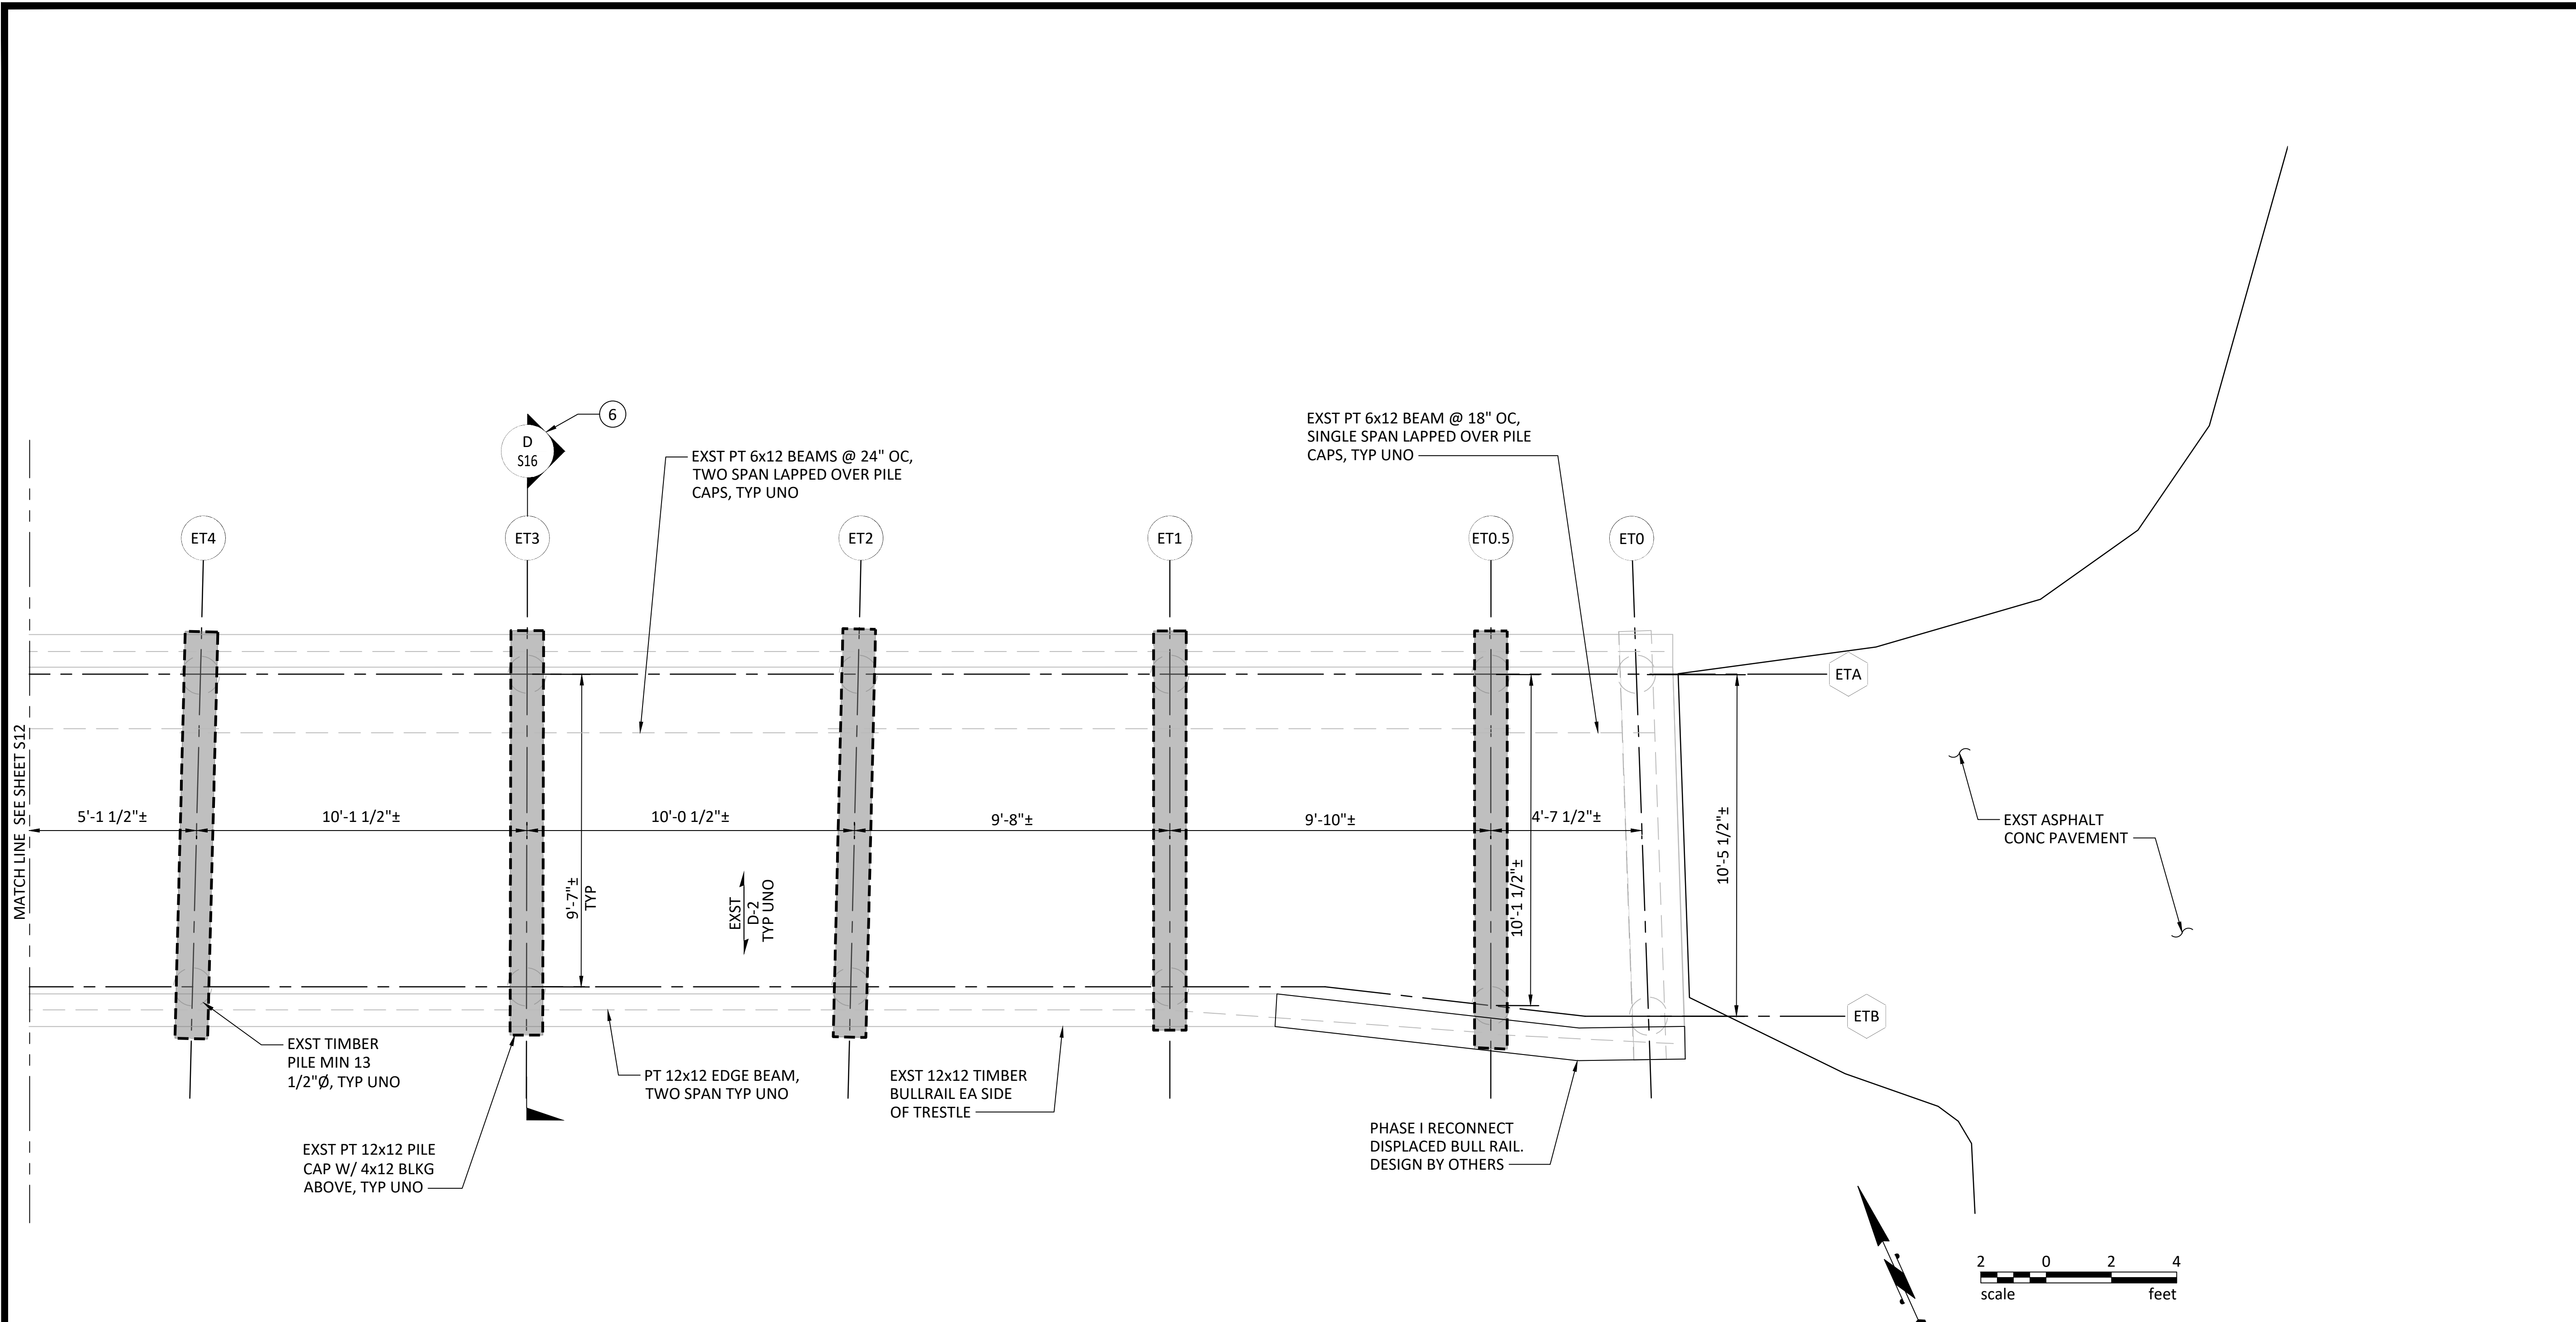 6
D
S16
EXST PT 6x12 BEAMS @ 24" OC,
TWO SPAN LAPPED OVER PILE
CAPS, TYP UNO
EXST PT 6x12 BEAM @ 18" OC,
SINGLE SPAN LAPPED OVER PILE
CAPS, TYP UNO
ET4
ET3
ET2
ET1
ET0.5
ET0
ETA
MATCH LINE SEE SHEET S12
5'-1 1/2"±
10'-1 1/2"±
10'-0 1/2"±
9'-8"±
9'-10"±
4'-7 1/2"±
9'-7"±
TYP
EXST
D-2
TYP UNO
10'-1 1/2"±
10'-5 1/2"±
EXST ASPHALT
CONC PAVEMENT
ETB
EXST TIMBER
PILE MIN 13
1/2"Ø, TYP UNO
PT 12x12 EDGE BEAM,
TWO SPAN TYP UNO
EXST 12x12 TIMBER
BULLRAIL EA SIDE
OF TRESTLE
EXST PT 12x12 PILE
CAP W/ 4x12 BLKG
ABOVE, TYP UNO
PHASE I RECONNECT
DISPLACED BULL RAIL.
DESIGN BY OTHERS
2 0 2 4
scale feet